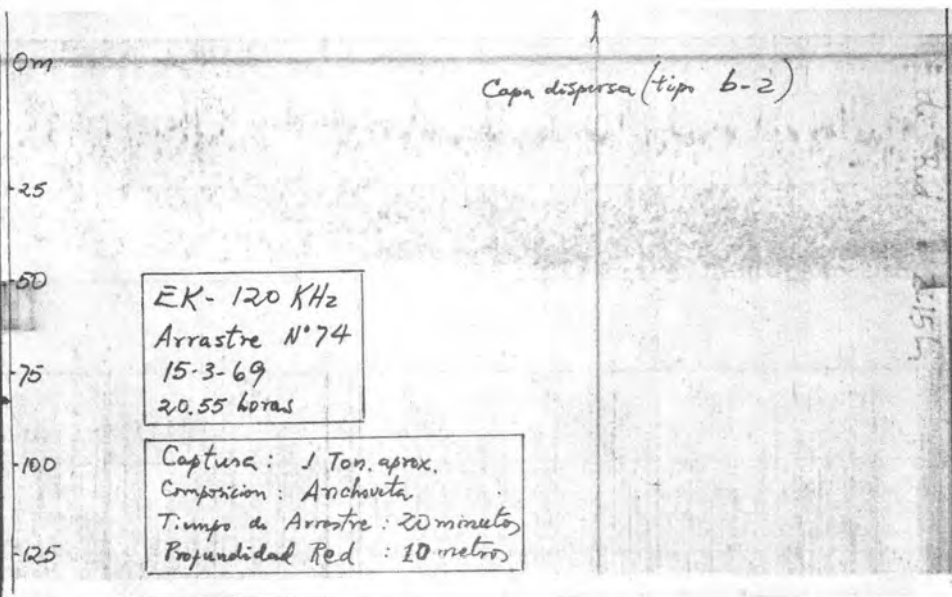 0m
Capa dispersa (tipo b-2)
25
50
75
100
125
EK- 120 KHz
Arrastre N° 74
15-3-69
20.55 horas
Captura: 1 Ton. aprox.
Composicion: Anchoveta
Tiempo de Arrastre: 20 minutos
Profundidad Red : 10 metros